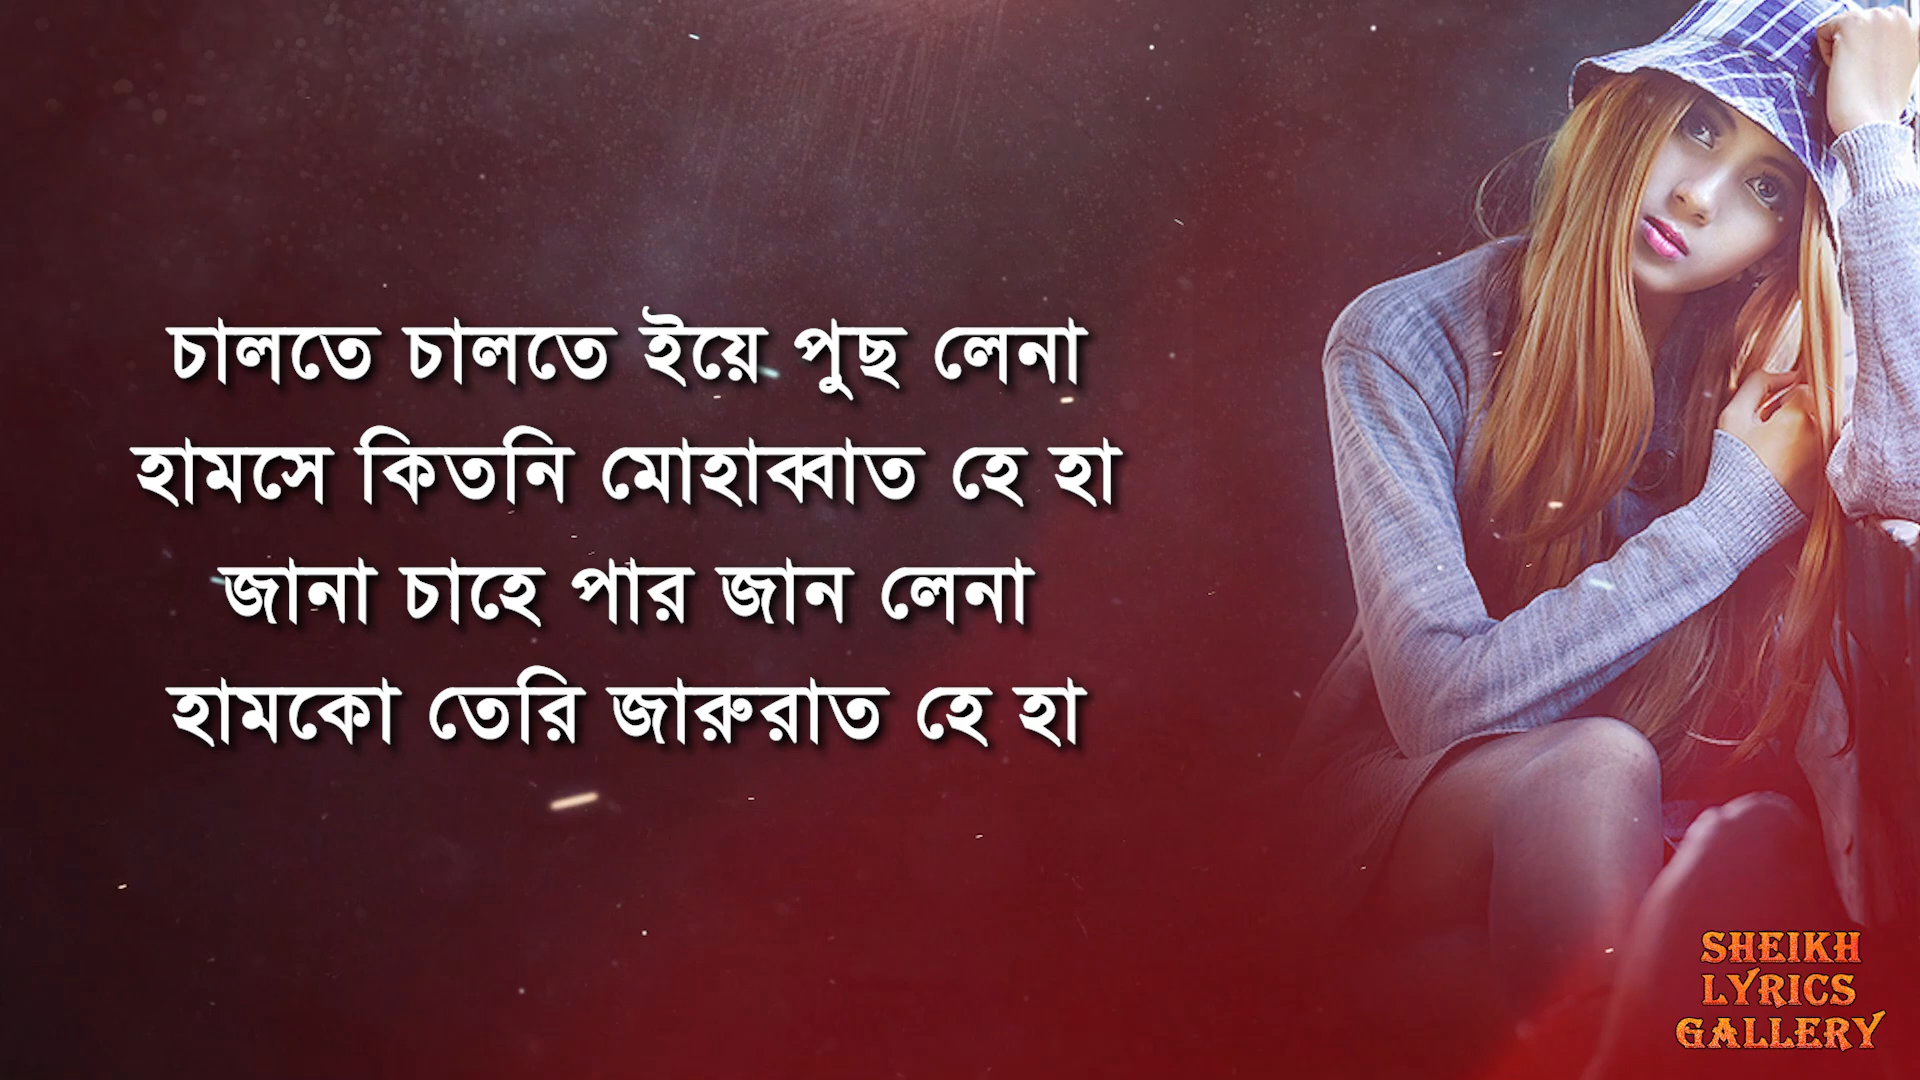 চালতে চালতে ইয়ে পুছ লেনা
হামসে কিতনি মোহাব্বাত হে হা
জানা চাহে পার জান লেনা
হামকো তেরি জারুরাত হে হা
SHEIKH
LYRICS
GALLERY